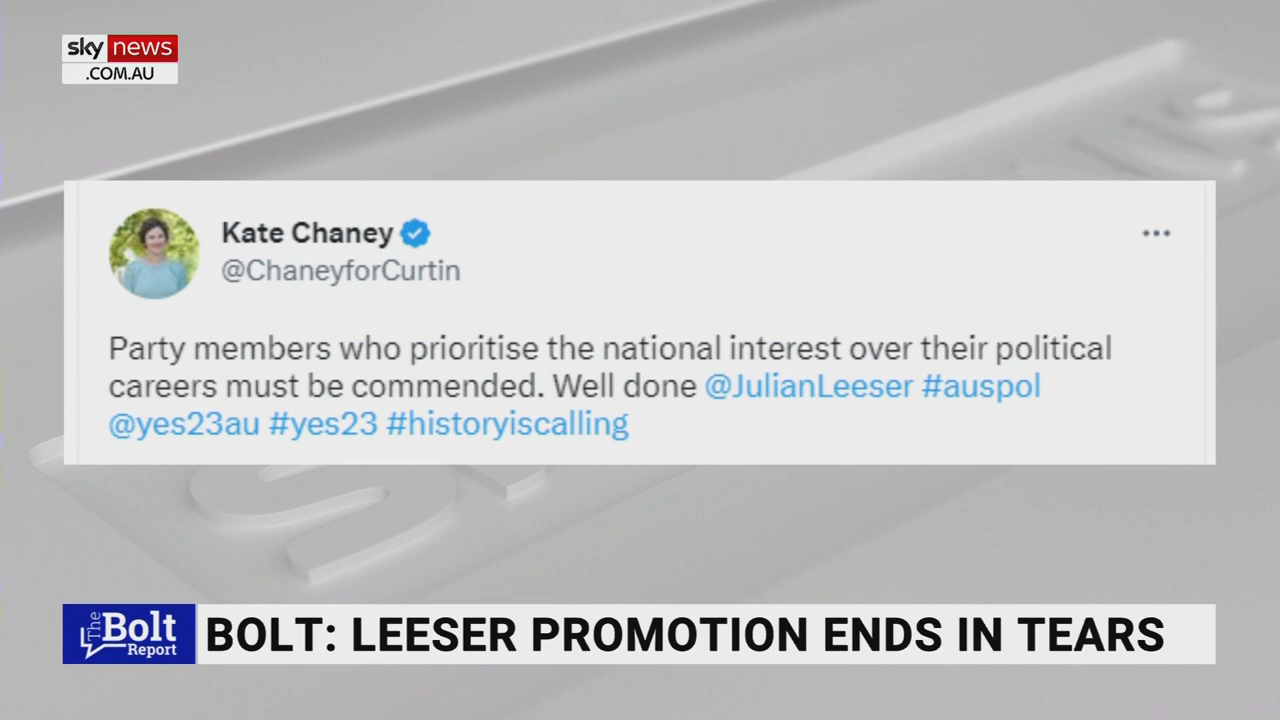 sky news
.COM.AU
Kate Chaney
@ChaneyforCurtin
Party members who prioritise the national interest over their political
careers must be commended. Well done @JulianLeeser #auspol
@yes23au #yes23 #historyiscalling
The Bolt Report
BOLT: LEESER PROMOTION ENDS IN TEARS